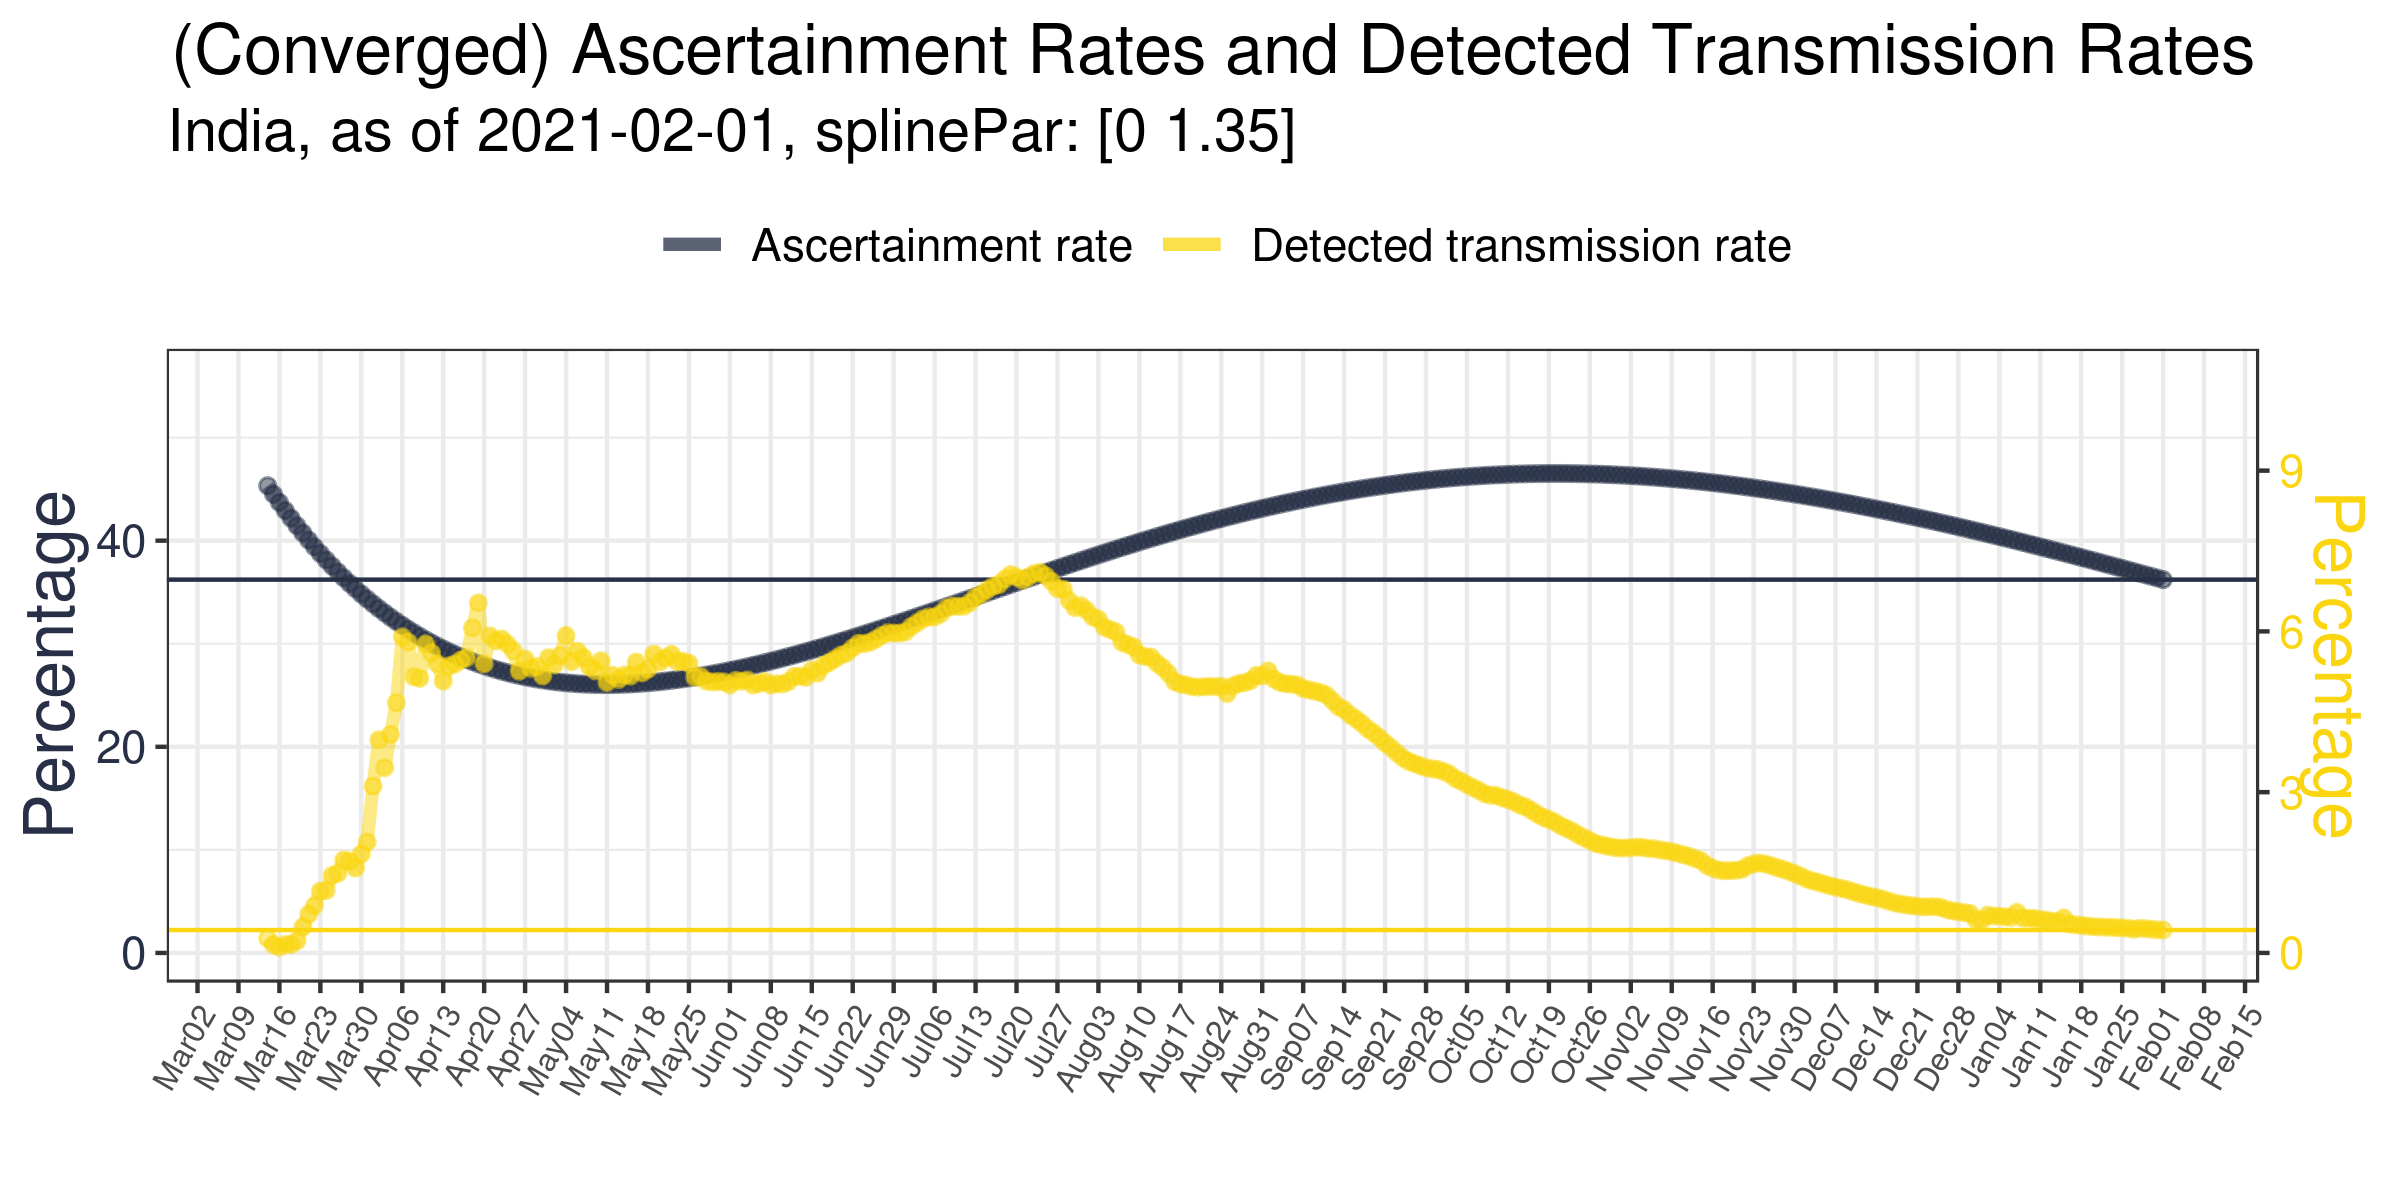 (Converged) Ascertainment Rates and Detected Transmission Rates
India, as of 2021-02-01, splinePar: [0 1.35]
Ascertainment rate Detected transmission rate
Percentage
40
20
0
9
6
3
0
Percentage
Mar02 Mar09 Mar16 Mar23 Mar30 Apr06 Apr13 Apr20 Apr27 May04 May11 May18 May25 Jun01 Jun08 Jun15 Jun22 Jun29 Jul06 Jul13 Jul20 Jul27 Aug03 Aug10 Aug17 Aug24 Aug31 Sep07 Sep14 Sep21 Sep28 Oct05 Oct12 Oct19 Oct26 Nov02 Nov09 Nov16 Nov23 Nov30 Dec07 Dec14 Dec21 Dec28 Jan04 Jan11 Jan18 Jan25 Feb01 Feb08 Feb15